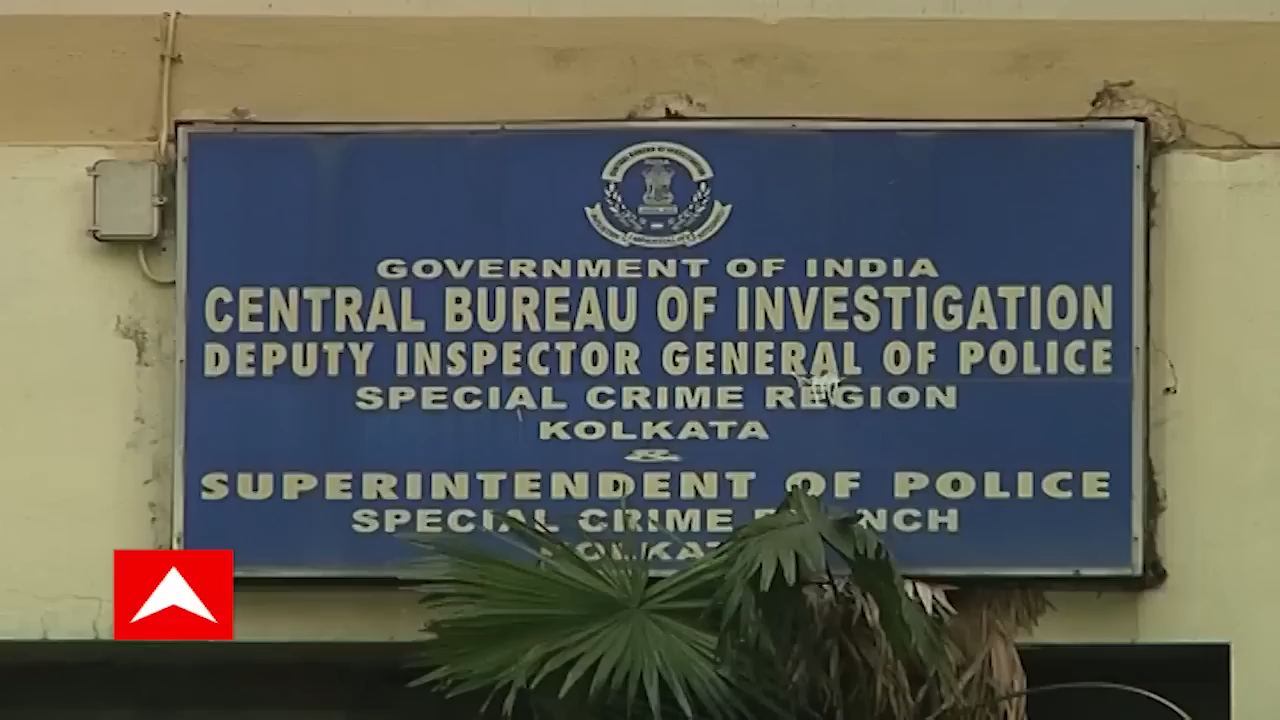 GOVERNMENT OF INDIA
CENTRAL BUREAU OF INVESTIGATION
DEPUTY INSPECTOR GENERAL OF POLICE
SPECIAL CRIME REGION
KOLKATA
&
SUPERINTENDENT OF POLICE
SPECIAL CRIME